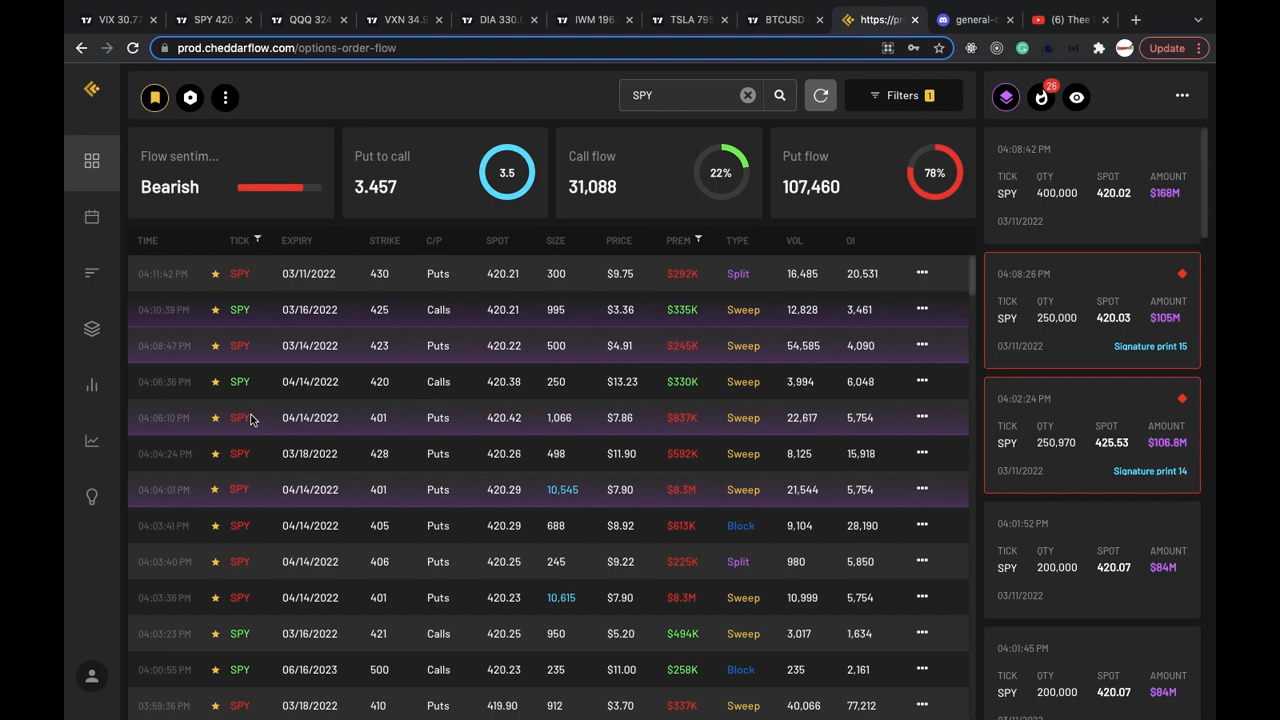 VIX 30.7
SPY 420.
QQQ 324
VXN 34.9
DIA 330.
IWM 196.
TSLA 795
BTCUSD
https://pr
general-c
(6) Thee
prod.cheddarflow.com/options-order-flow
Update
SPY
Filters 1
26
Flow sentim...
Bearish
Put to call
3.457
3.5
Call flow
31,088
22%
Put flow
107,460
78%
TIME TICK EXPIRY STRIKE C/P SPOT SIZE PRICE PREM TYPE VOL OI
04:11:42 PM SPY 03/11/2022 430 Puts 420.21 300 $9.75 $292K Split 16,485 20,531
04:10:39 PM SPY 03/16/2022 425 Calls 420.21 995 $3.36 $335K Sweep 12,828 3,461
04:08:47 PM SPY 03/14/2022 423 Puts 420.22 500 $4.91 $245K Sweep 54,585 4,090
04:06:36 PM SPY 04/14/2022 420 Calls 420.38 250 $13.23 $330K Sweep 3,994 6,048
04:06:10 PM SPY 04/14/2022 401 Puts 420.42 1,066 $7.86 $837K Sweep 22,617 5,754
04:04:24 PM SPY 03/18/2022 428 Puts 420.26 498 $11.90 $592K Sweep 8,125 15,918
04:04:01 PM SPY 04/14/2022 401 Puts 420.29 10,545 $7.90 $8.3M Sweep 21,544 5,754
04:03:41 PM SPY 04/14/2022 405 Puts 420.29 688 $8.92 $613K Block 9,104 28,190
04:03:40 PM SPY 04/14/2022 406 Puts 420.25 245 $9.22 $225K Split 980 5,850
04:03:36 PM SPY 04/14/2022 401 Puts 420.23 10,615 $7.90 $8.3M Sweep 10,999 5,754
04:03:23 PM SPY 03/16/2022 421 Calls 420.25 950 $5.20 $494K Sweep 3,017 1,634
04:00:55 PM SPY 06/16/2023 500 Calls 420.23 235 $11.00 $258K Block 235 2,161
03:59:36 PM SPY 03/18/2022 410 Puts 419.90 912 $3.70 $337K Sweep 40,066 77,212
04:08:42 PM
TICK QTY SPOT AMOUNT
SPY 400,000 420.02 $168M
03/11/2022
04:08:26 PM
TICK QTY SPOT AMOUNT
SPY 250,000 420.03 $105M
03/11/2022 Signature print 15
04:02:24 PM
TICK QTY SPOT AMOUNT
SPY 250,970 425.53 $106.8M
03/11/2022 Signature print 14
04:01:52 PM
TICK QTY SPOT AMOUNT
SPY 200,000 420.07 $84M
03/11/2022
04:01:45 PM
TICK QTY SPOT AMOUNT
SPY 200,000 420.07 $84M